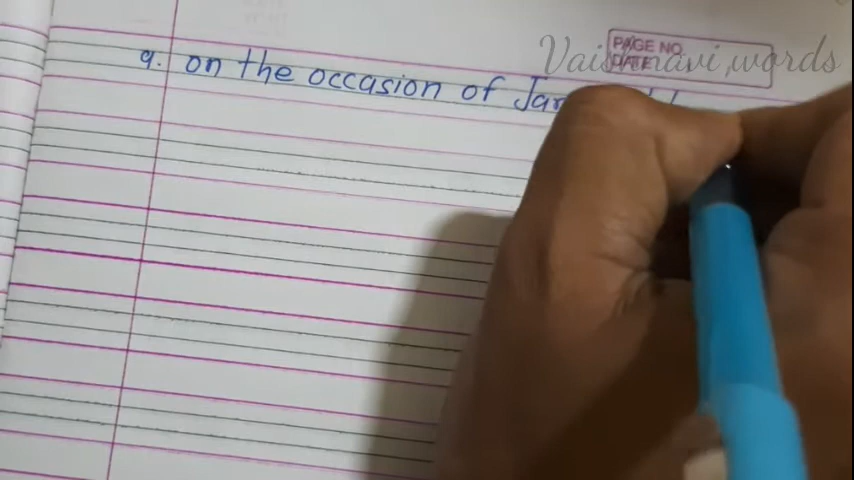 Vaishnavi,words
PAGE NO.
DATE
9. on the occasion of